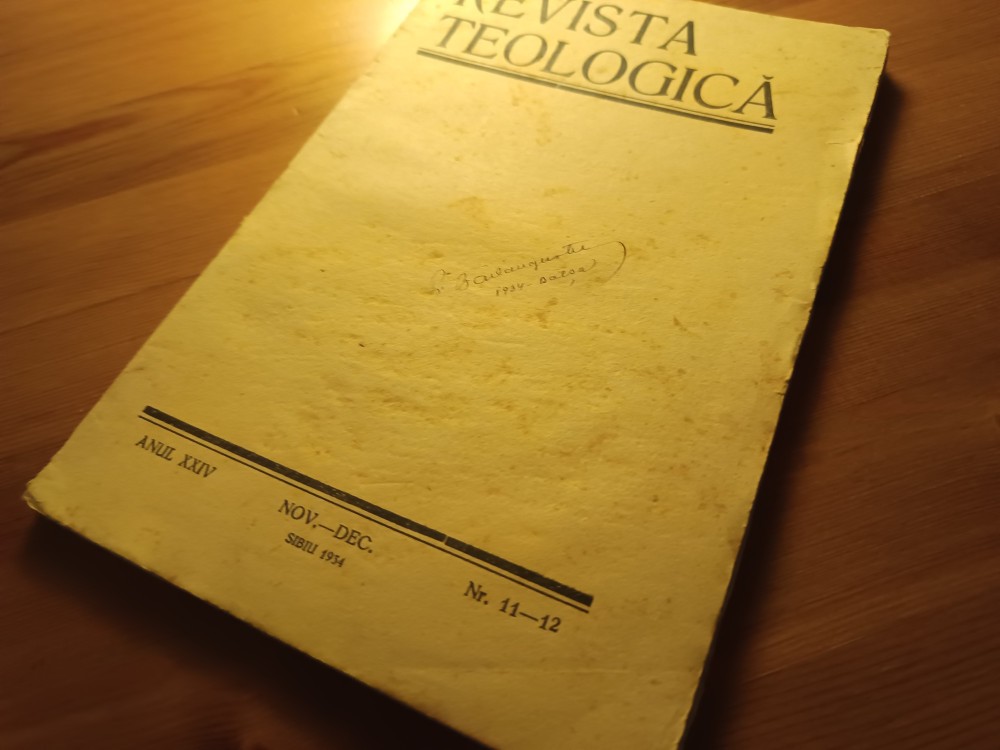 REVISTA
TEOLOGICĂ
1934
ANUL XXIV
NOV.—DEC.
SIBIU 1934
Nr. 11—12